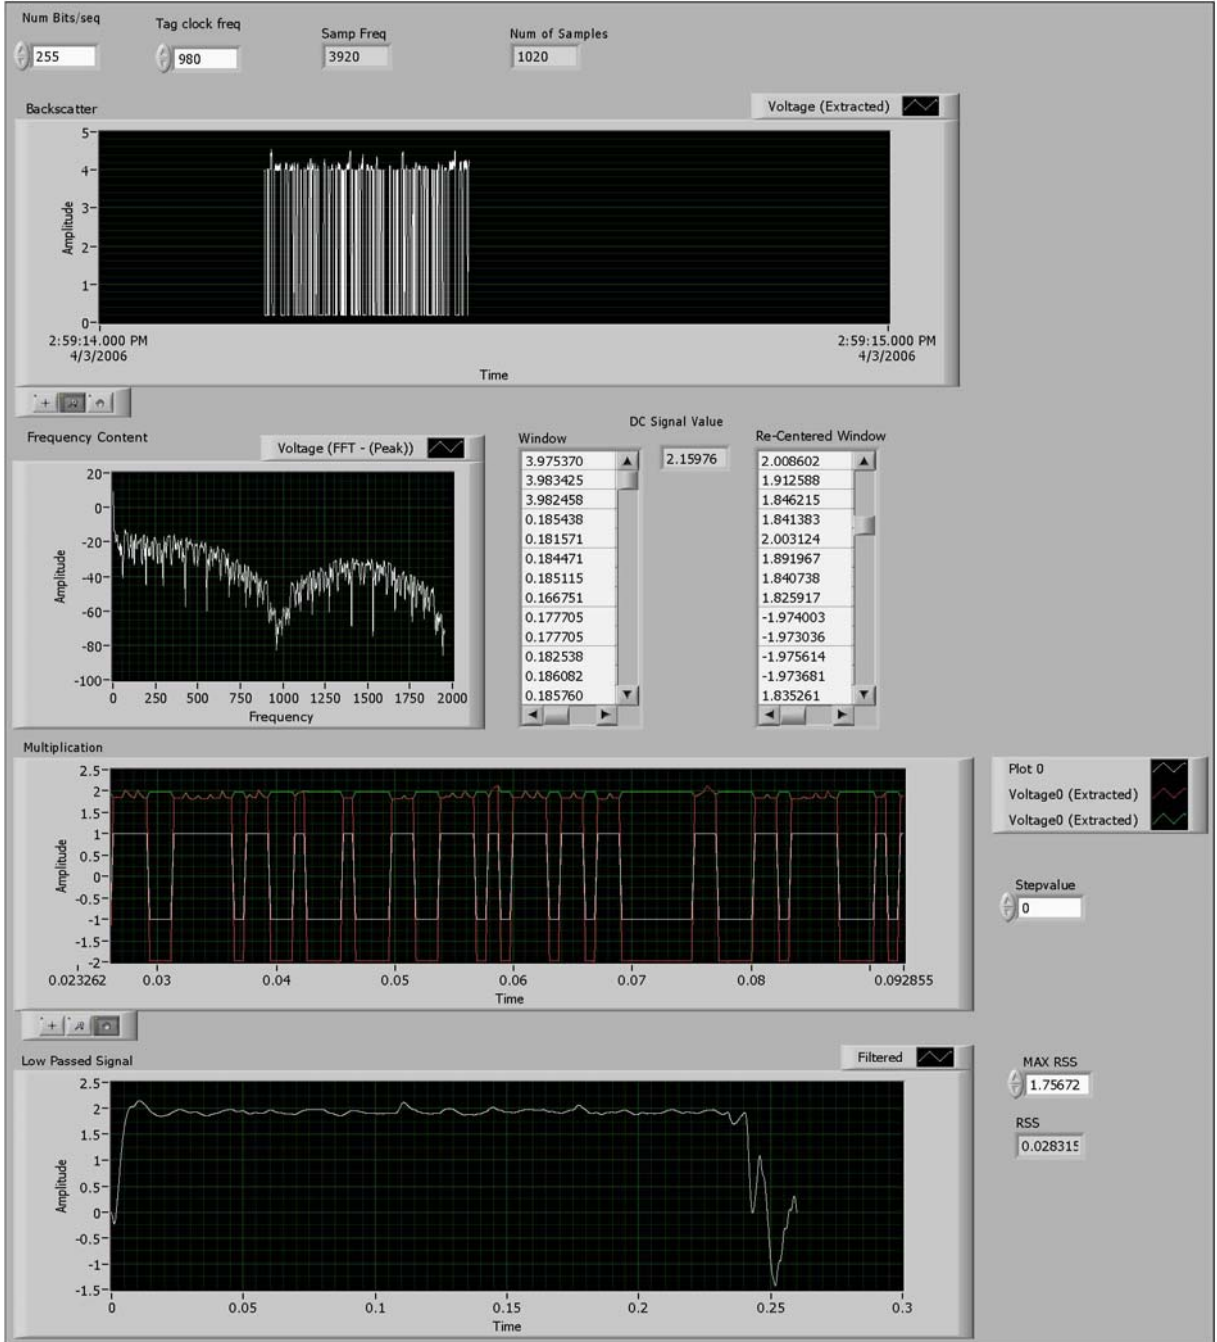 Num Bits/seq
Tag clock freq
Samp Freq
Num of Samples
255
980
3920
1020
Backscatter
Voltage (Extracted)
5
4
3
2
1
0
Amplitude
2:59:14.000 PM
4/3/2006
2:59:15.000 PM
4/3/2006
Time
Frequency Content
Voltage (FFT - (Peak))
20
0
-20
-40
-60
-80
-100
Amplitude
0 250 500 750 1000 1250 1500 1750 2000
Frequency
Window
3.975370
3.983425
3.982458
0.185438
0.181571
0.184471
0.185115
0.166751
0.177705
0.177705
0.182538
0.186082
0.185760
DC Signal Value
2.15976
Re-Centered Window
2.008602
1.912588
1.846215
1.841383
2.003124
1.891967
1.840738
1.825917
-1.974003
-1.973036
-1.975614
-1.973681
1.835261
Multiplication
2.5
2
1.5
1
0.5
0
-0.5
-1
-1.5
-2
Amplitude
0.023262 0.03 0.04 0.05 0.06 0.07 0.08 0.092855
Time
Plot 0
Voltage0 (Extracted)
Voltage0 (Extracted)
Stepvalue
0
Low Passed Signal
Filtered
2.5
2
1.5
1
0.5
0
-0.5
-1
-1.5
Amplitude
0 0.05 0.1 0.15 0.2 0.25 0.3
Time
MAX RSS
1.75672
RSS
0.028315